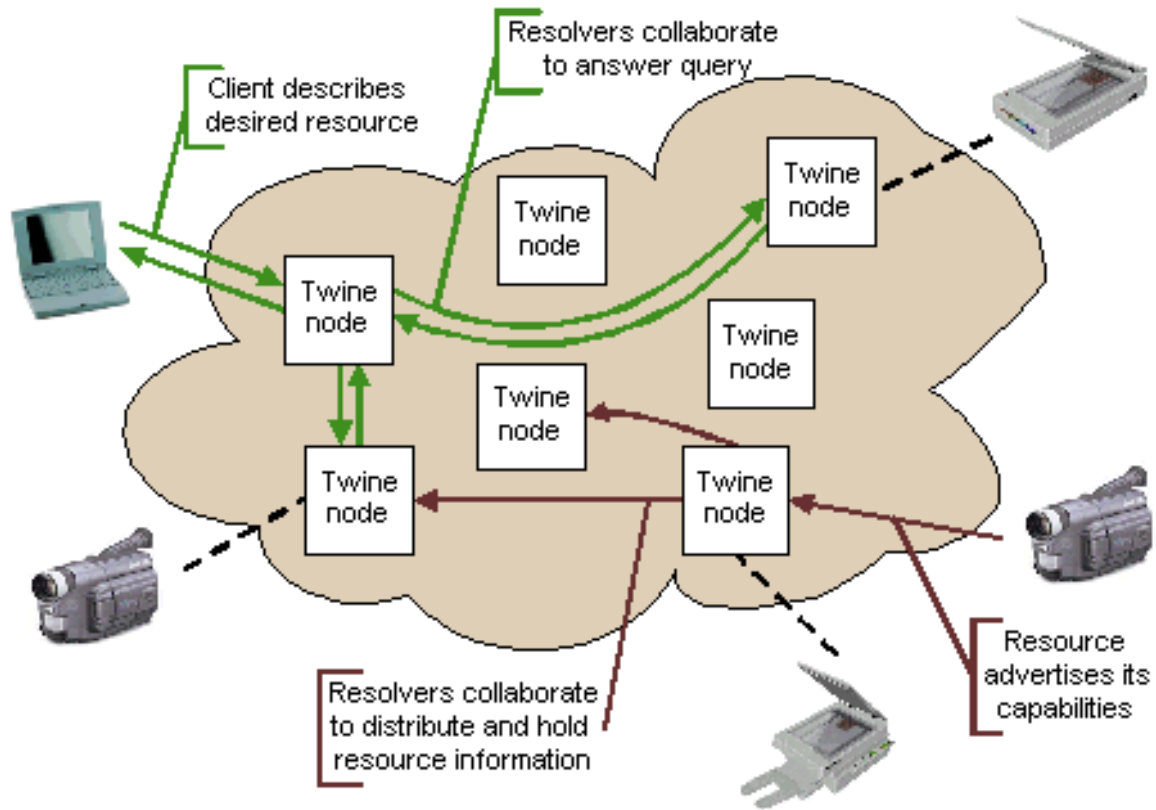 Resolvers collaborate
to answer query
Client describes
desired resource
Twine
node
Twine
node
Twine
node
Twine
node
Twine
node
Twine
node
Twine
node
Resolvers collaborate
to distribute and hold
resource information
Resource
advertises its
capabilities